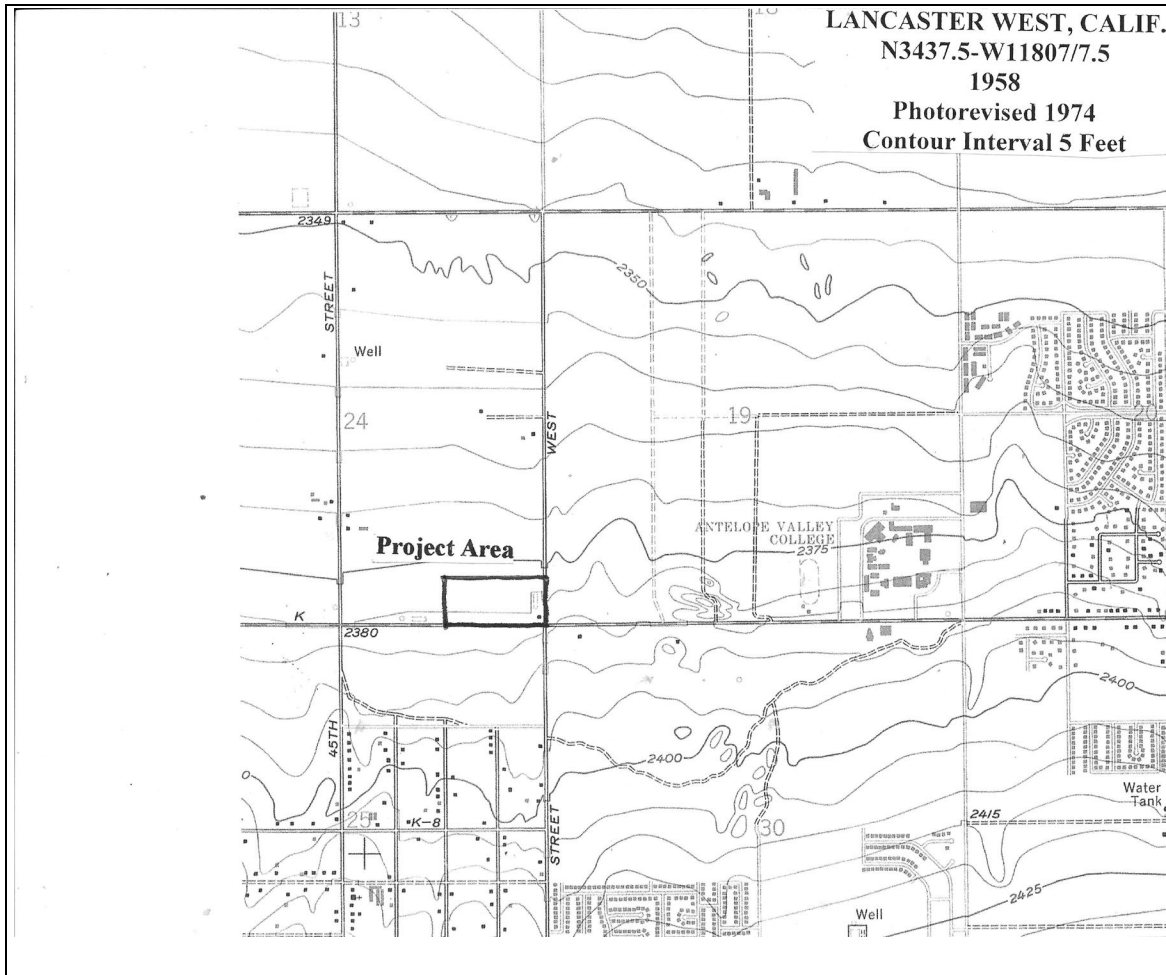 LANCASTER WEST, CALIF.
N3437.5-W11807/7.5
1958
Photorevised 1974
Contour Interval 5 Feet
13
2349
STREET
2350
Well
24
WEST
19
20
ANTELOPE VALLEY
COLLEGE
2375
Project Area
K
2380
45TH
2400
2400
Water
Tank
25
K-8
STREET
30
2415
2425
Well